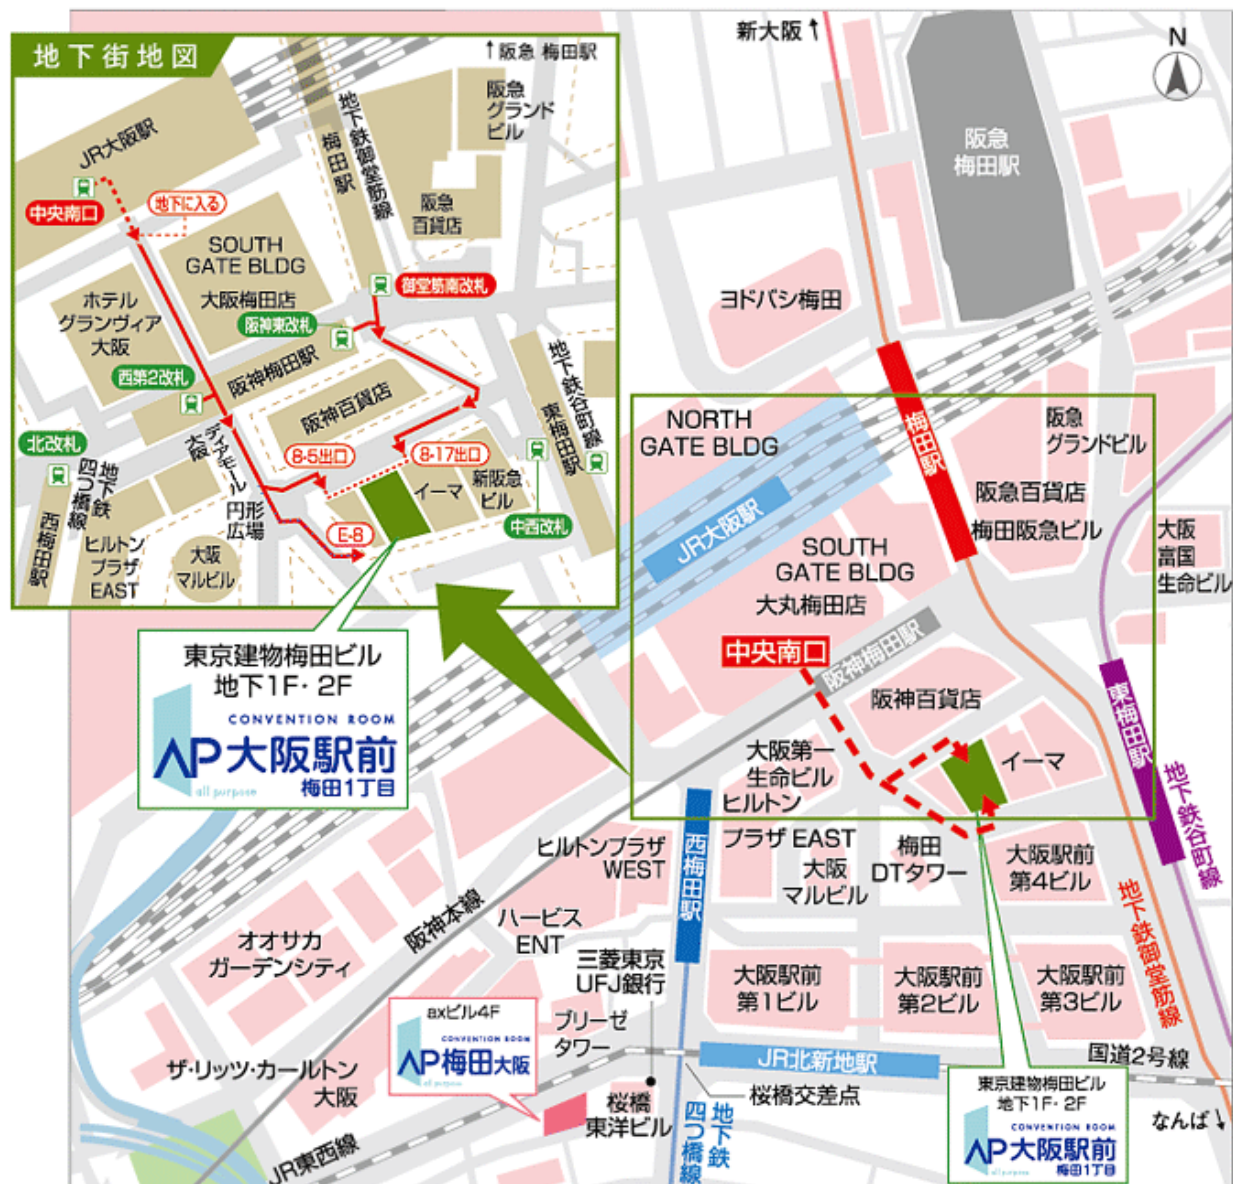 地下街地図
↑阪急 梅田駅
阪急
グランド
ビル
地下鉄御堂筋線
梅田駅
JR大阪駅
中央南口
地下に入る
阪急
百貨店
SOUTH
GATE BLDG
大阪梅田店
御堂筋南改札
ホテル
グランヴィア
大阪
阪神東改札
西第2改札
阪神梅田駅
阪神百貨店
地下鉄谷町線
東梅田駅
北改札
ディアモール
大阪
8-5出口
8-17出口
イーマ
新阪急
ビル
中西改札
地下鉄
四つ橋線
西梅田駅
円形
広場
E-8
ヒルトン
プラザ
EAST
大阪
マルビル
東京建物梅田ビル
地下1F・2F
CONVENTION ROOM
AP大阪駅前
梅田1丁目
all purpose
新大阪↑
N
阪急
梅田駅
ヨドバシ梅田
NORTH
GATE BLDG
梅田駅
阪急
グランドビル
阪急百貨店
梅田阪急ビル
大阪
富国
生命ビル
JR大阪駅
SOUTH
GATE BLDG
大丸梅田店
中央南口
阪神梅田駅
阪神百貨店
東梅田駅
地下鉄谷町線
大阪第一
生命ビル
イーマ
ヒルトン
プラザ EAST
西梅田駅
ヒルトンプラザ
WEST
大阪
マルビル
梅田
DTタワー
大阪駅前
第4ビル
地下鉄御堂筋線
阪神本線
ハービス
ENT
オオサカ
ガーデンシティ
三菱東京
UFJ銀行
大阪駅前
第1ビル
大阪駅前
第2ビル
大阪駅前
第3ビル
axビル4F
CONVENTION ROOM
AP梅田大阪
all purpose
ブリーゼ
タワー
JR北新地駅
国道2号線
ザ・リッツ・カールトン
大阪
桜橋
東洋ビル
桜橋交差点
地下鉄
四つ橋線
東京建物梅田ビル
地下1F・2F
CONVENTION ROOM
AP大阪駅前
梅田1丁目
all purpose
なんば↓
JR東西線